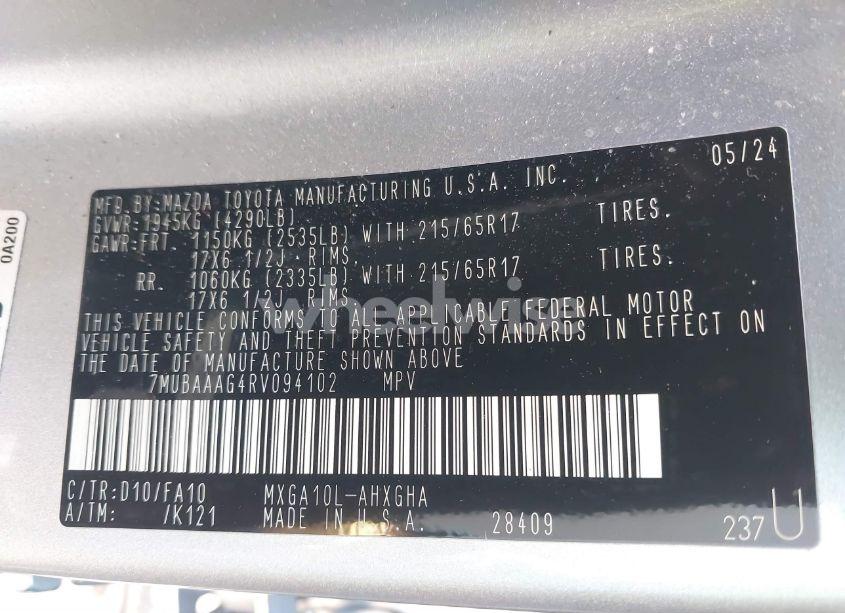 05/24
MFG.BY:MAZDA TOYOTA MANUFACTURING U.S.A. INC.
GVWR:1945KG (4290LB)
GAWR:FRT. 1150KG (2535LB) WITH 215/65R17 TIRES.
17X6 1/2J RIMS.
RR. 1060KG (2335LB) WITH 215/65R17 TIRES.
17X6 1/2J RIMS.
THIS VEHICLE CONFORMS TO ALL APPLICABLE FEDERAL MOTOR
VEHICLE SAFETY AND THEFT PREVENTION STANDARDS IN EFFECT ON
THE DATE OF MANUFACTURE SHOWN ABOVE
7MUBAAAG4RV094102 MPV
C/TR:D10/FA10 MXGA10L-AHXGHA
A/TM: /K121 MADE IN U.S.A. 28409 237U
0A200
wheelwise